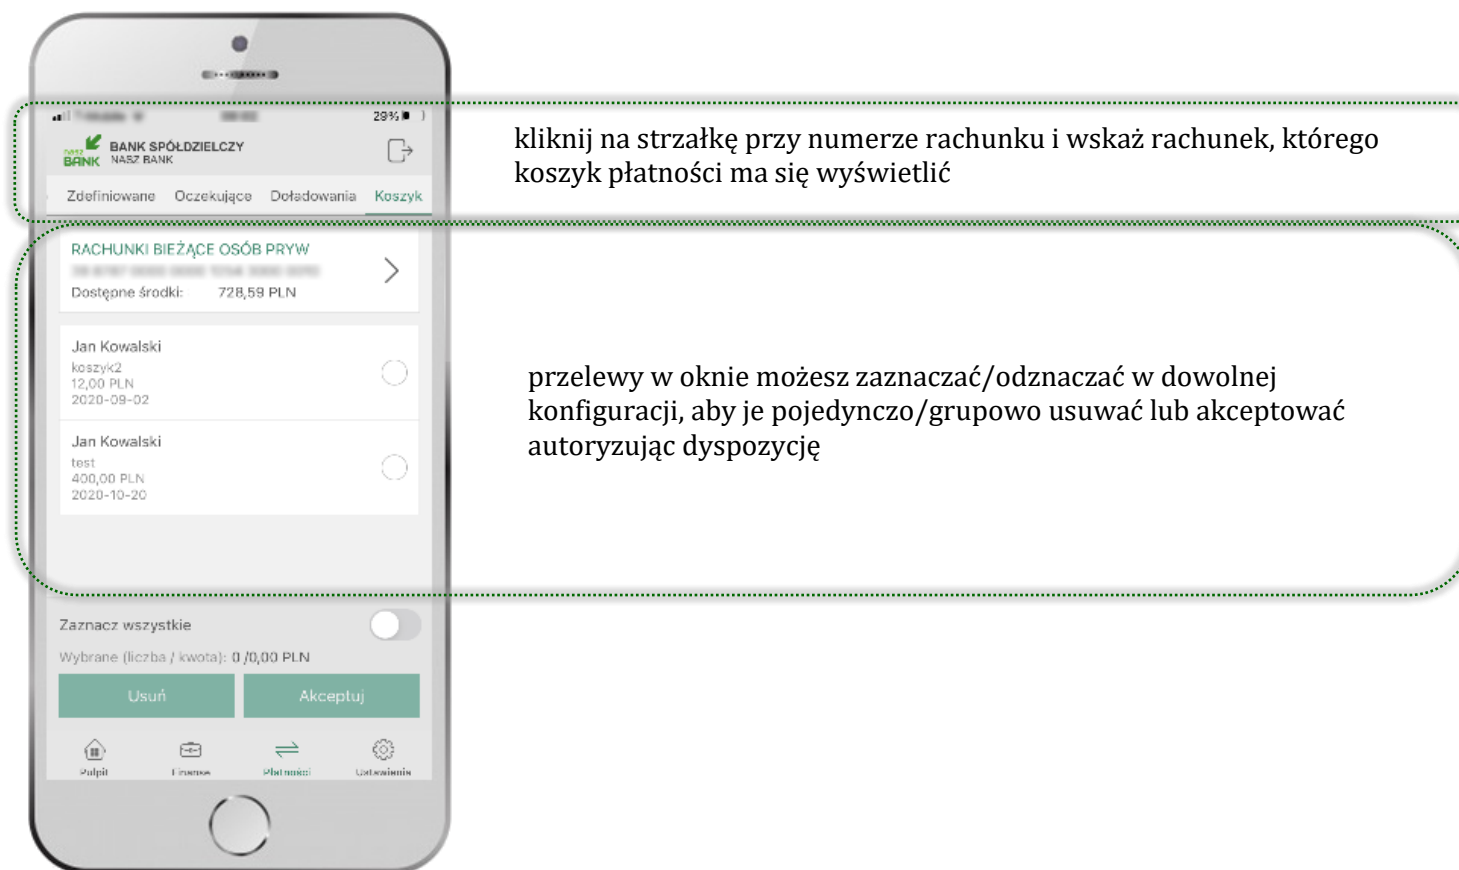 29%
nasz BANK
BANK SPÓŁDZIELCZY
NASZ BANK
kliknij na strzałkę przy numerze rachunku i wskaż rachunek, którego
koszyk płatności ma się wyświetlić
Zdefiniowane Oczekujące Doładowania Koszyk
RACHUNKI BIEŻĄCE OSÓB PRYW
Dostępne środki: 728,59 PLN
Jan Kowalski
koszyk2
12,00 PLN
2020-09-02
przelewy w oknie możesz zaznaczać/odznaczać w dowolnej
konfiguracji, aby je pojedynczo/grupowo usuwać lub akceptować
autoryzując dyspozycję
Jan Kowalski
test
400,00 PLN
2020-10-20
Zaznacz wszystkie
Wybrane (liczba / kwota): 0 /0,00 PLN
Usuń Akceptuj
Pulpit Finanse Płatności Ustawienia